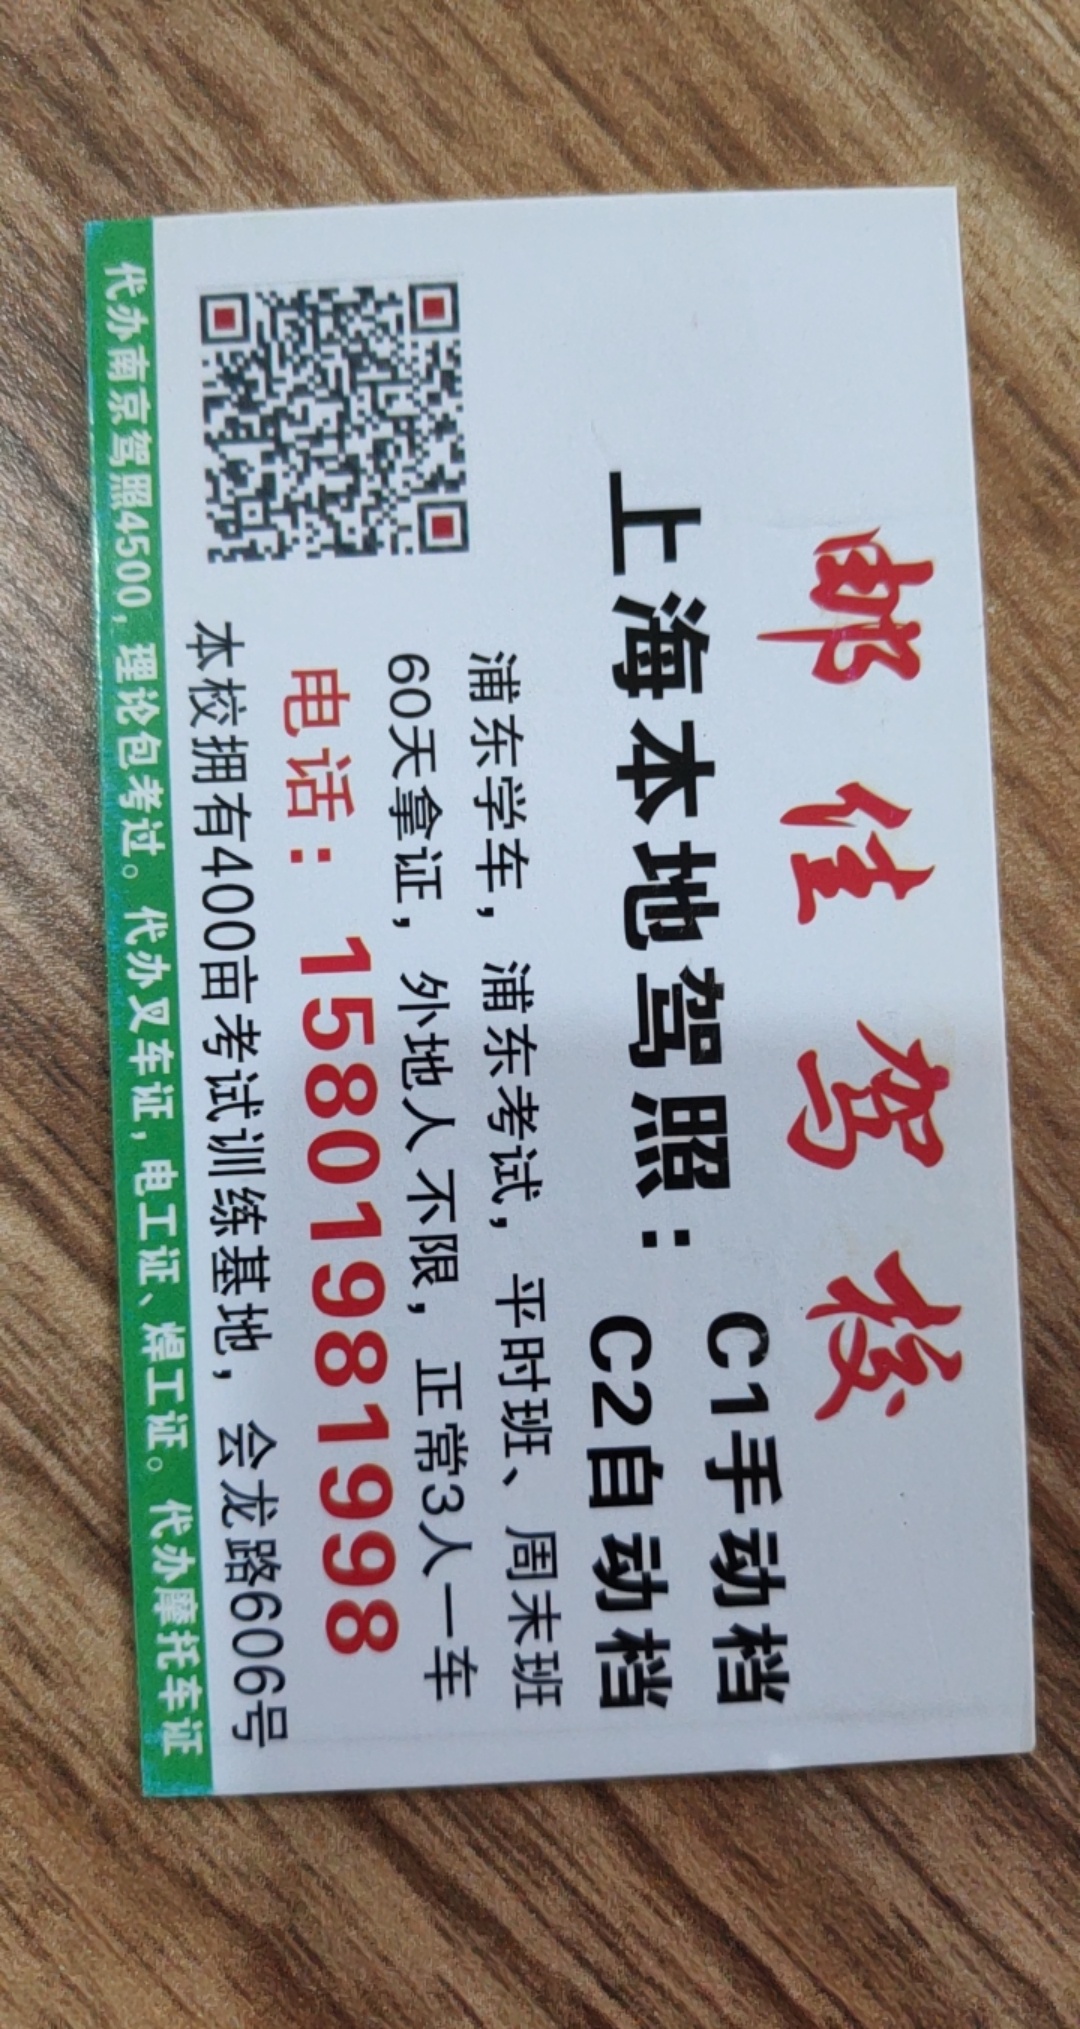 邮佳驾校
上海本地驾照：C1手动档
C2自动档
浦东学车，浦东考试，平时班、周末班
60天拿证，外地人不限，正常3人一车
电话：15801981998
本校拥有400亩考试训练基地，会龙路606号
代办南京驾照4500，理论包考过。代办叉车证，电工证、焊工证。代办摩托车证